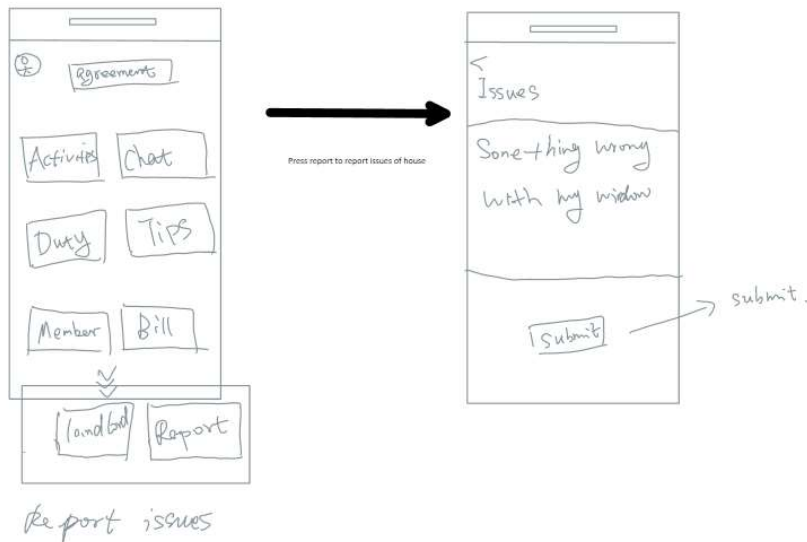 Agreement
Activities Chat
Duty Tips
Member Bill
landlord Report
Report issues
Press report to report issues of house
<
Issues
Something wrong
with my widow
Submit
submit.